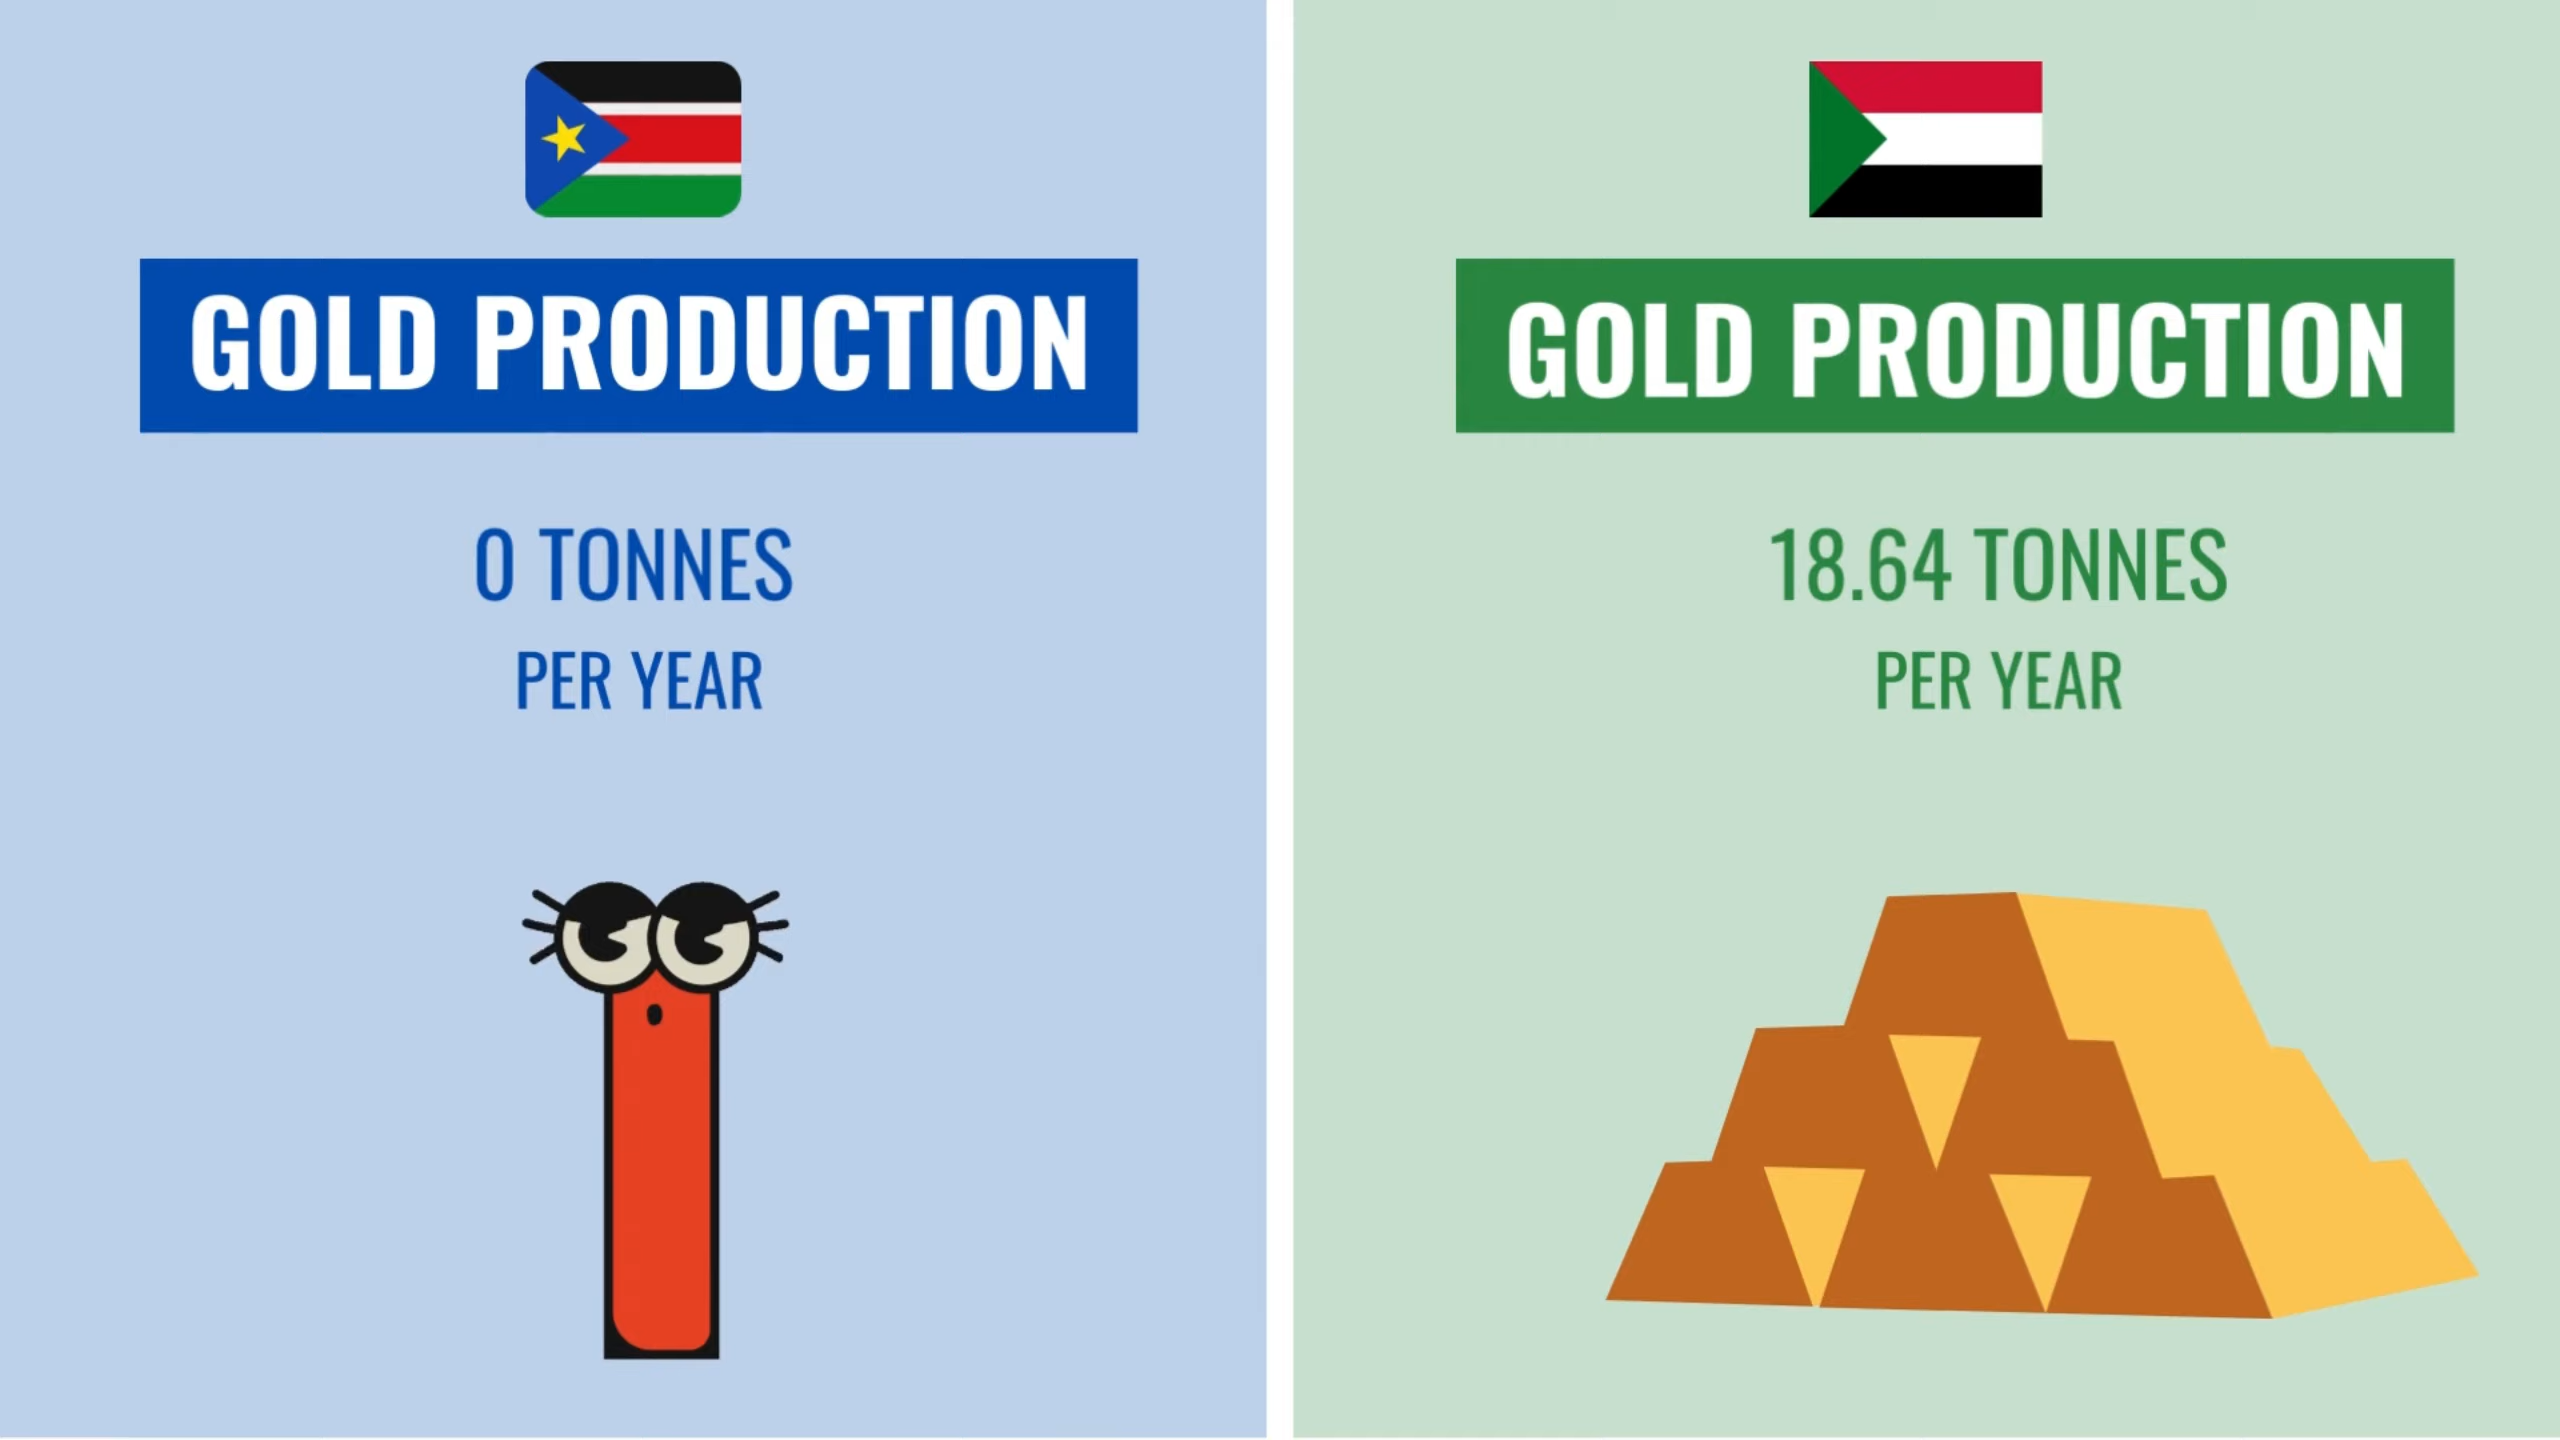 GOLD PRODUCTION
0 TONNES
PER YEAR
GOLD PRODUCTION
18.64 TONNES
PER YEAR